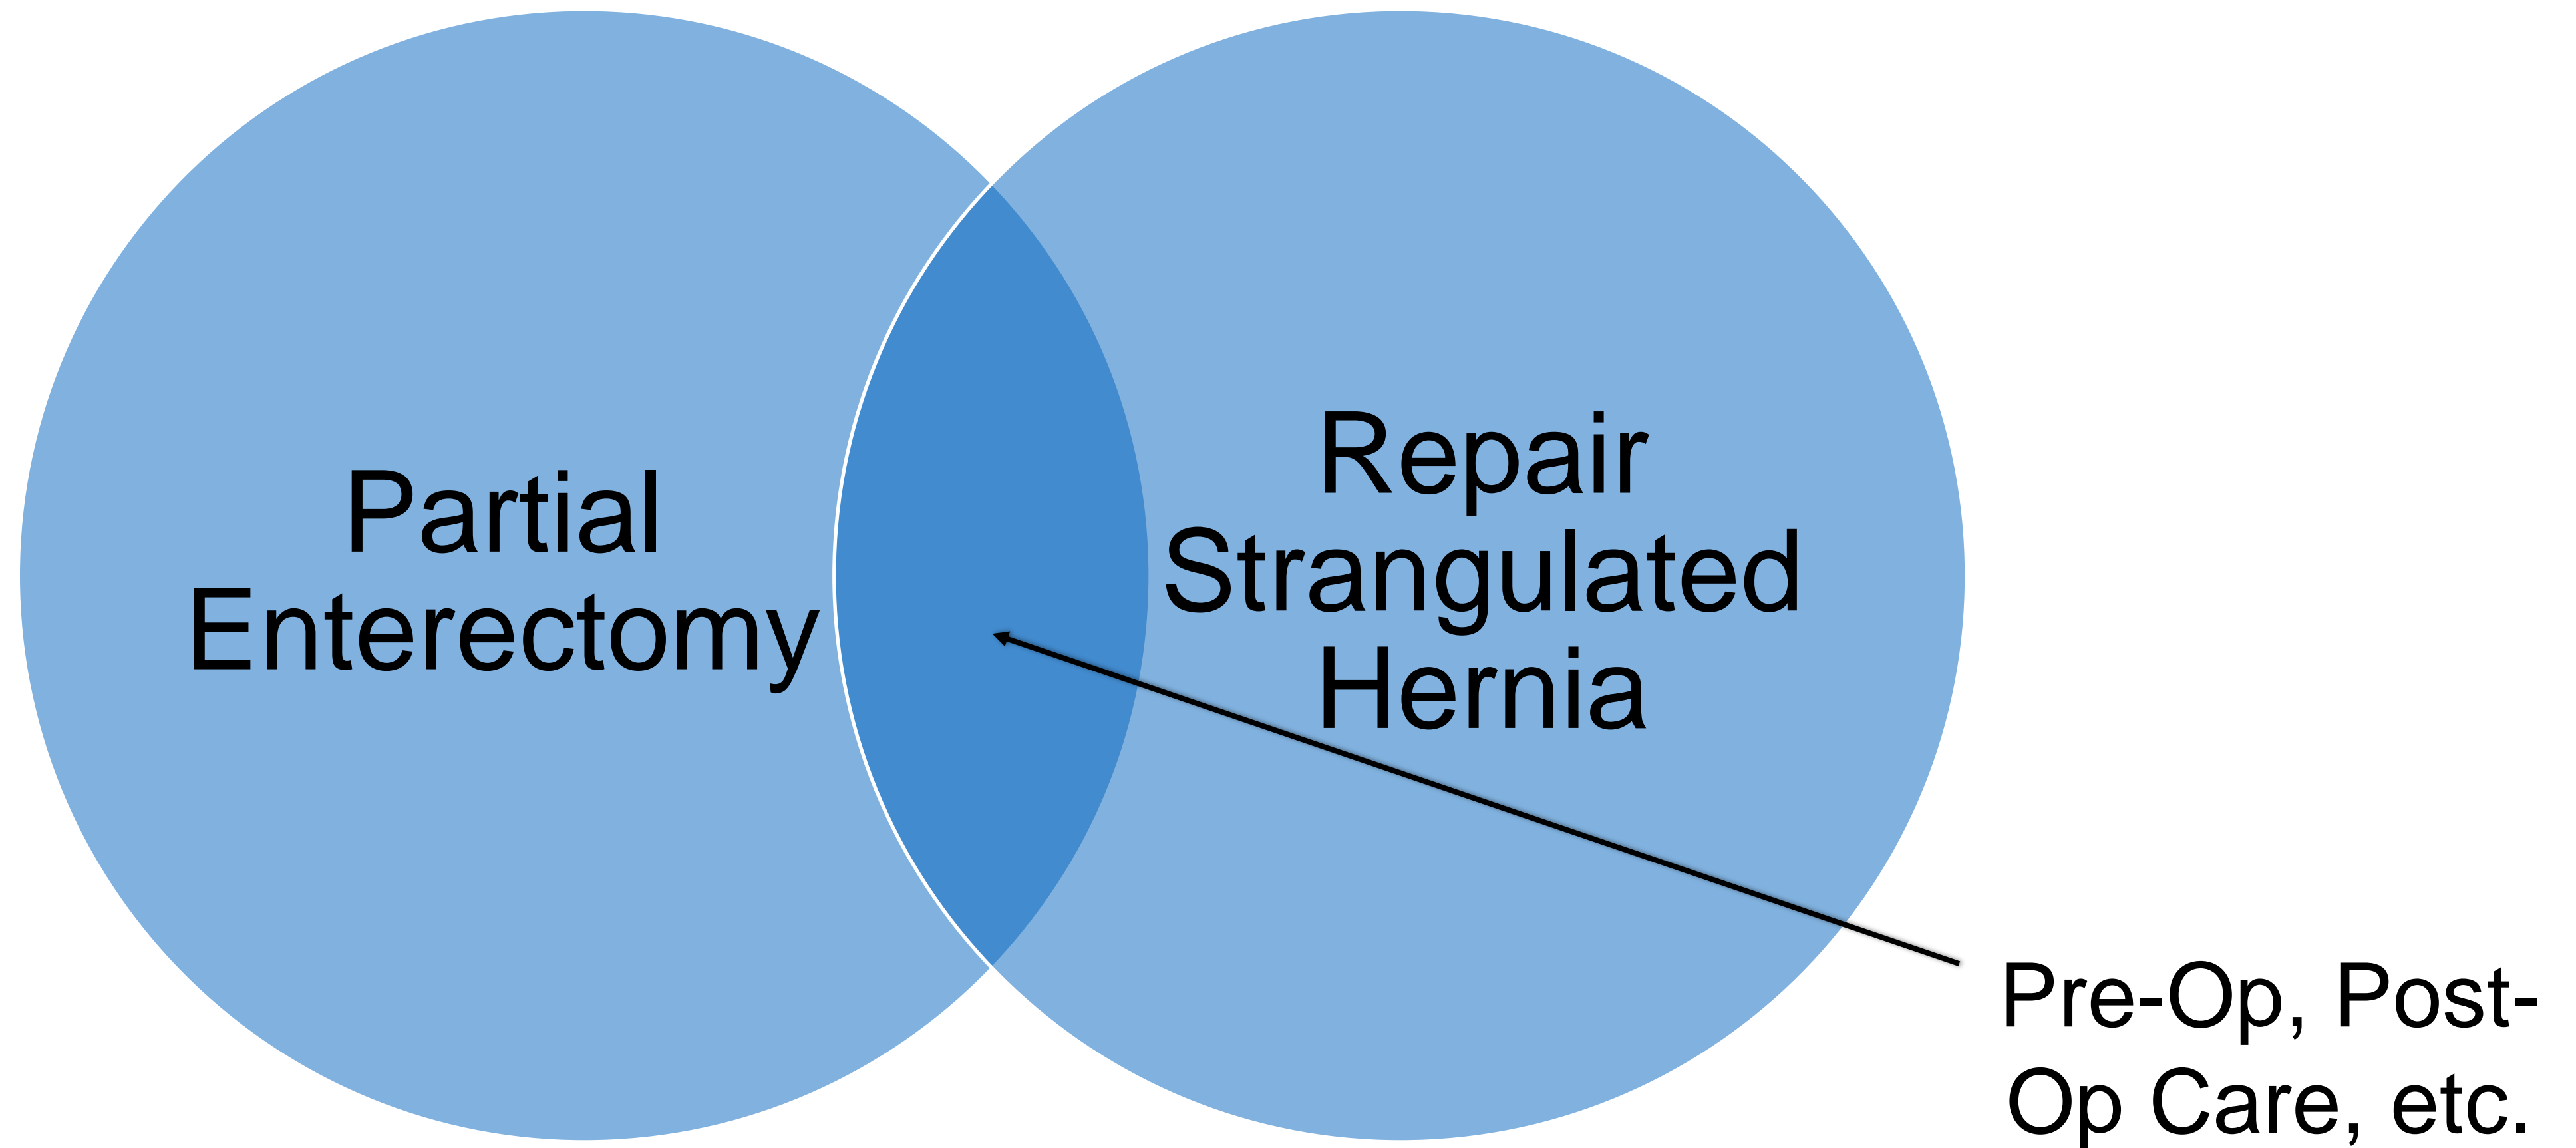 Partial
Enterectomy
Repair
Strangulated
Hernia
Pre-Op, Post-
Op Care, etc.